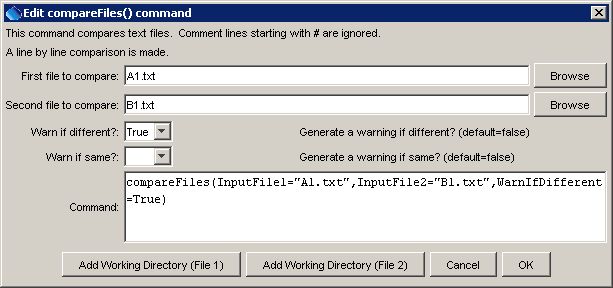 Edit compareFiles() command
This command compares text files. Comment lines starting with # are ignored.
A line by line comparison is made.
First file to compare: A1.txt Browse
Second file to compare: B1.txt Browse
Warn if different?: True Generate a warning if different? (default=false)
Warn if same?: Generate a warning if same? (default=false)
Command: compareFiles(InputFile1="A1.txt",InputFile2="B1.txt",WarnIfDifferent
=True)
Add Working Directory (File 1) Add Working Directory (File 2) Cancel OK